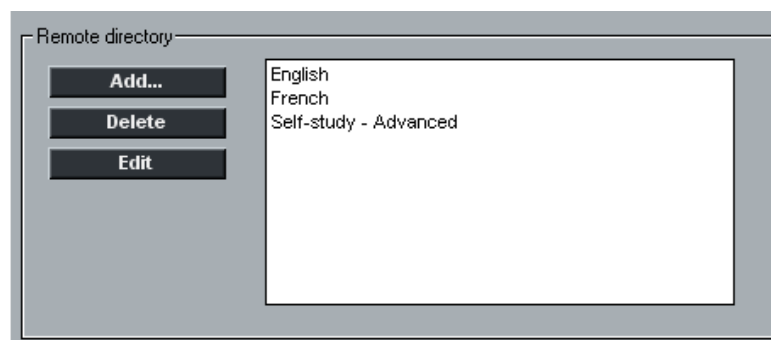 Remote directory
Add...
Delete
Edit
English
French
Self-study - Advanced